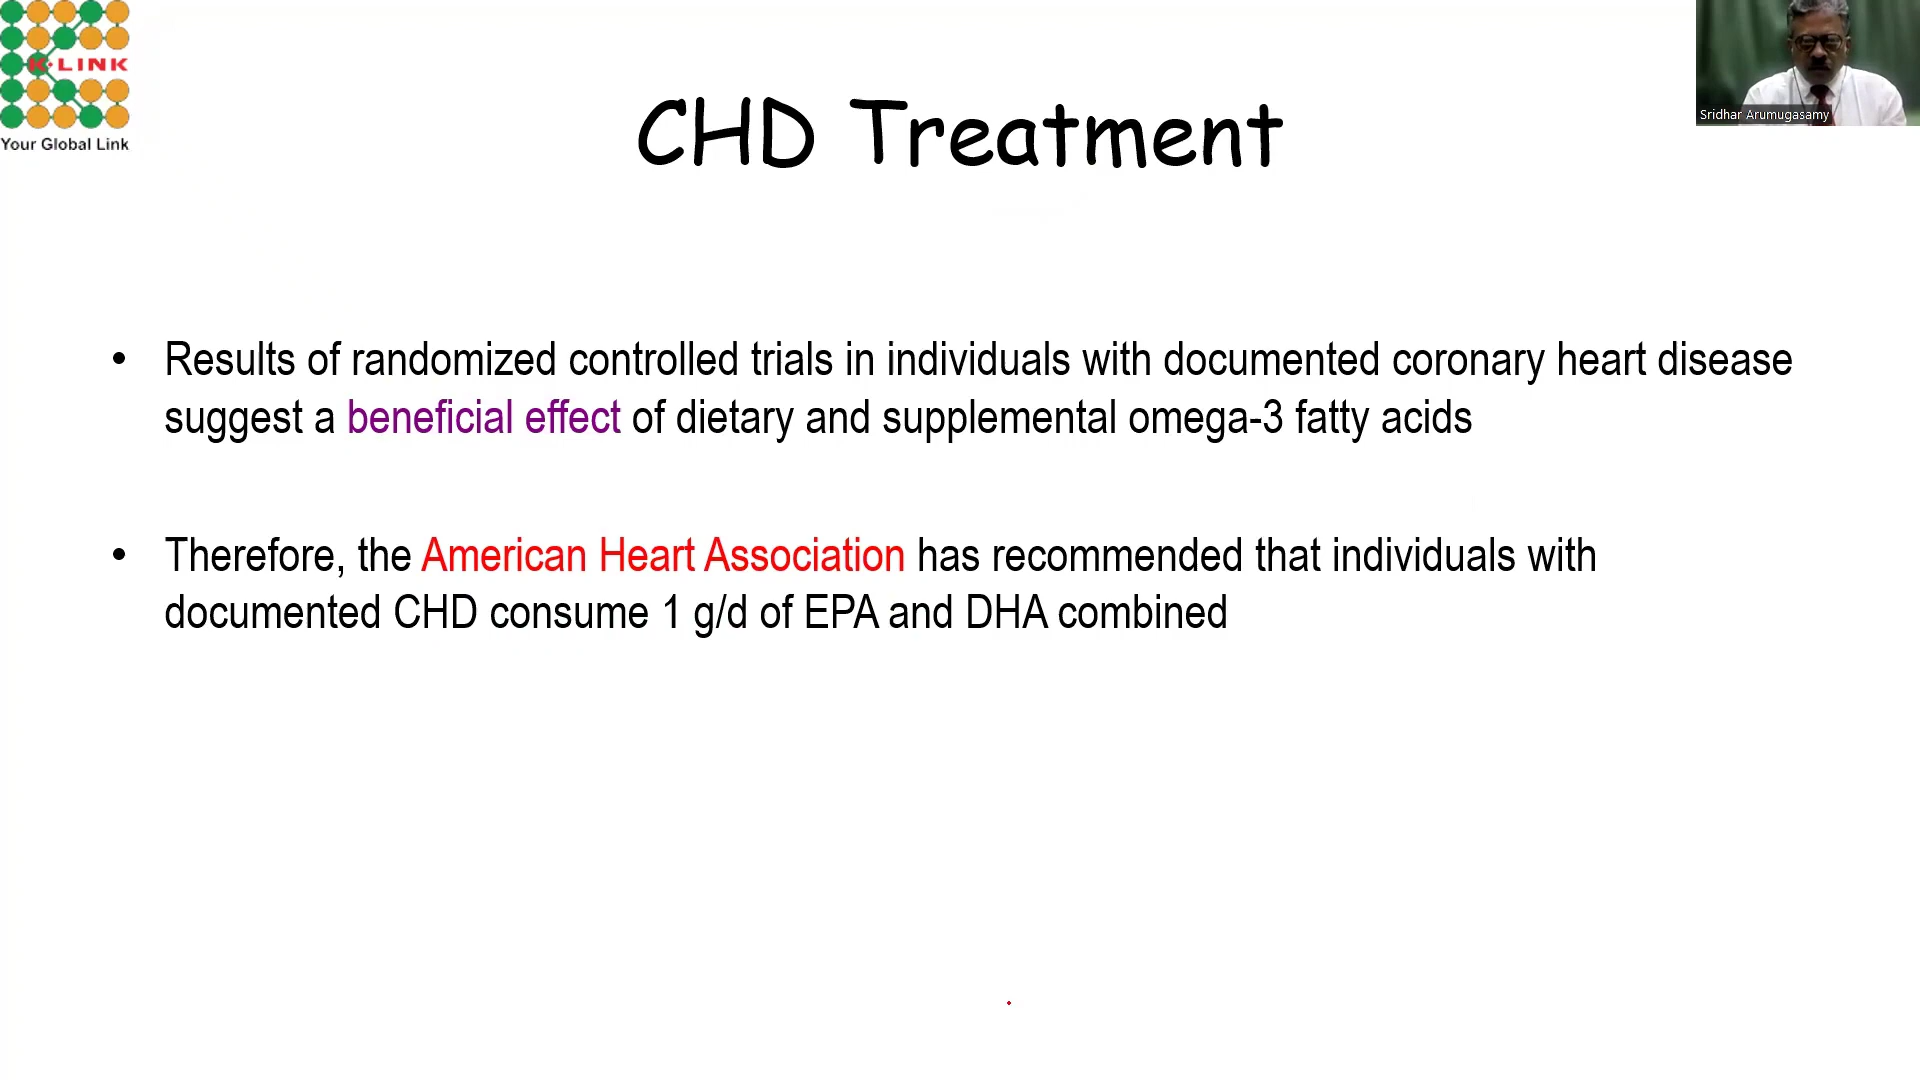 K·LINK
Your Global Link
Sridhar Arumugasamy
CHD Treatment
• Results of randomized controlled trials in individuals with documented coronary heart disease
suggest a beneficial effect of dietary and supplemental omega-3 fatty acids
• Therefore, the American Heart Association has recommended that individuals with
documented CHD consume 1 g/d of EPA and DHA combined